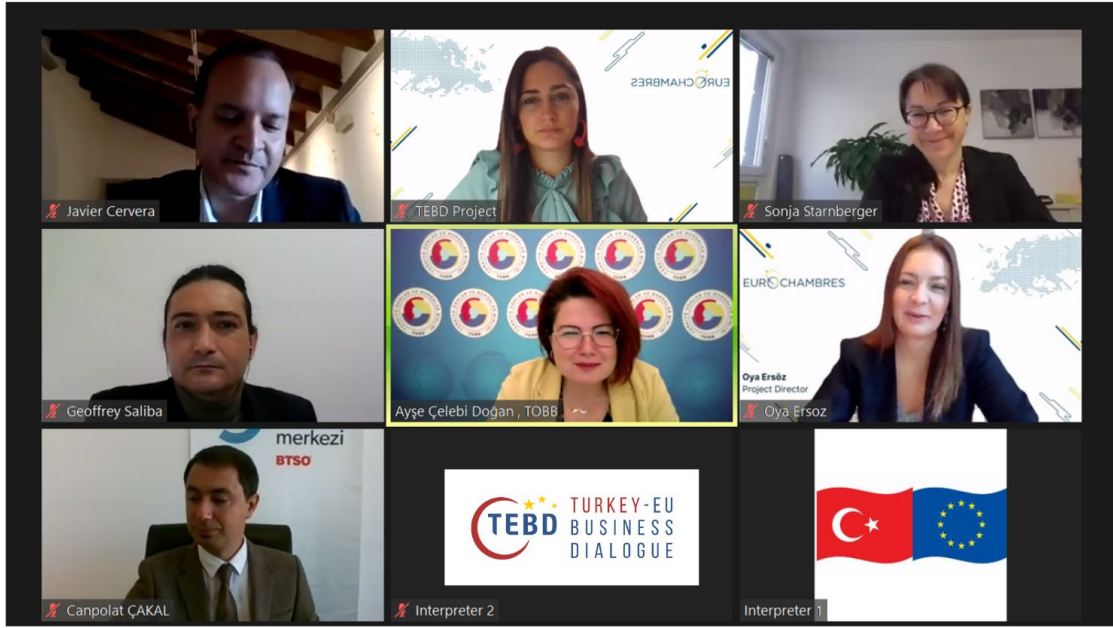 EUROCHAMBRES
Javier Cervera
TEBD Project
Sonja Starnberger
EUROCHAMBRES
Oya Ersöz
Project Director
Geoffrey Saliba
Ayşe Çelebi Doğan , TOBB
Oya Ersoz
merkezi
BTSO
TEBD
TURKEY-EU
BUSINESS
DIALOGUE
Canpolat ÇAKAL
Interpreter 2
Interpreter 1